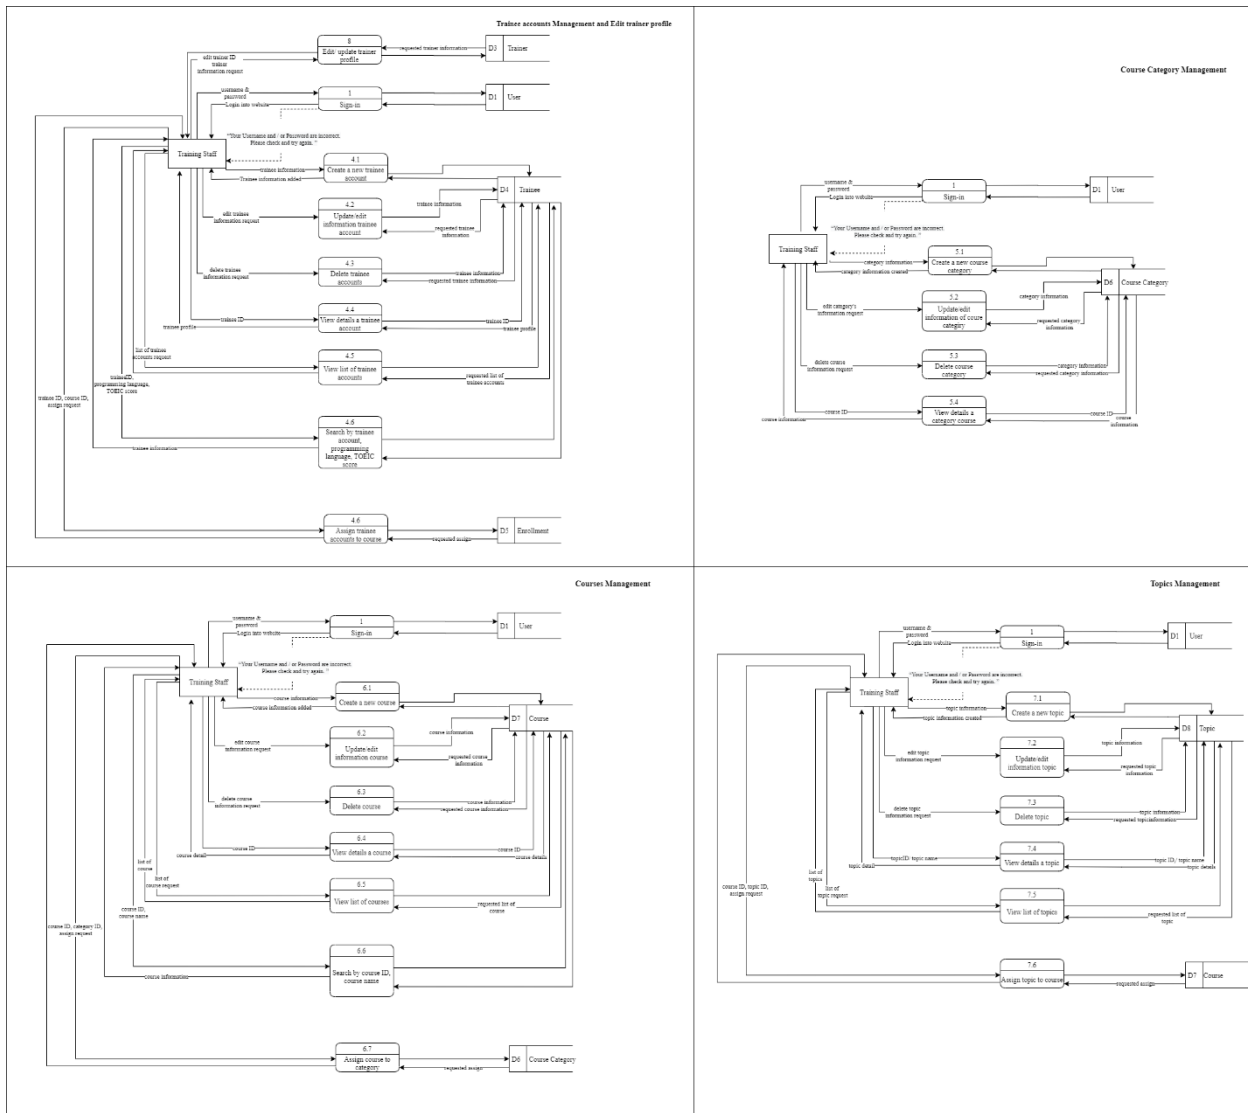 Trainee accounts Management and Edit trainer profile
8
Edit/ update trainer
profile
requested trainer information
D3
Trainer
edit trainer ID
trainer
information request
username &
password
Login into website
1
Sign-in
D1
User
"Your Username and / or Password are incorrect.
Please check and try again. "
Training Staff
trainee information
Trainee information added
4.1
Create a new trainee
account
D4
Trainee
edit trainee
information request
4.2
Update/edit
information trainee
account
trainee information
requested trainee
information
delete trainee
information request
4.3
Delete trainee
accounts
trainee information
requested trainee information
trainee ID
trainee profile
4.4
View details a trainee
account
trainee ID
trainee profile
list of trainee
accounts request
4.5
View list of trainee
accounts
requested list of
trainee accounts
traineeID,
programming language,
TOEIC score
trainee ID, course ID,
assign request
4.6
Search by trainee
account,
programming
language, TOEIC
score
trainee information
4.6
Assign trainee
accounts to course
requested assign
D5
Enrollment
Course Category Management
username &
password
Login into website
1
Sign-in
D1
User
"Your Username and / or Password are incorrect.
Please check and try again. "
Training Staff
category information
category information created
5.1
Create a new course
category
D6
Course Category
edit category's
information request
5.2
Update/edit
information of coure
category
category information
requested category
information
delete course
information request
5.3
Delete course
category
category information
requested category information
course ID
course information
5.4
View details a
category course
course ID
course
information
Courses Management
username &
password
Login into website
1
Sign-in
D1
User
"Your Username and / or Password are incorrect.
Please check and try again. "
Training Staff
course information
course information added
6.1
Create a new course
D7
Course
edit course
information request
6.2
Update/edit
information course
course information
requested course
information
delete course
information request
6.3
Delete course
course information
requested course information
course ID
course detail
6.4
View details a course
course ID
course details
list of
course
list of
course request
6.5
View list of courses
requested list of
course
course ID,
course name
course ID, category ID,
assign request
6.6
Search by course ID,
course name
course information
6.7
Assign course to
category
requested assign
D6
Course Category
Topics Management
username &
password
Login into website
1
Sign-in
D1
User
"Your Username and / or Password are incorrect.
Please check and try again. "
Training Staff
topic information
topic information created
7.1
Create a new topic
D8
Topic
edit topic
information request
7.2
Update/edit
information topic
topic information
requested topic
information
delete topic
information request
7.3
Delete topic
topic information
requested topicinformation
topicID/ topic name
topic detail
7.4
View details a topic
topic ID/ topic name
topic details
list of
topics
list of
topic request
7.5
View list of topics
requested list of
topic
course ID, topic ID,
assign request
7.6
Assign topic to course
requested assign
D7
Course